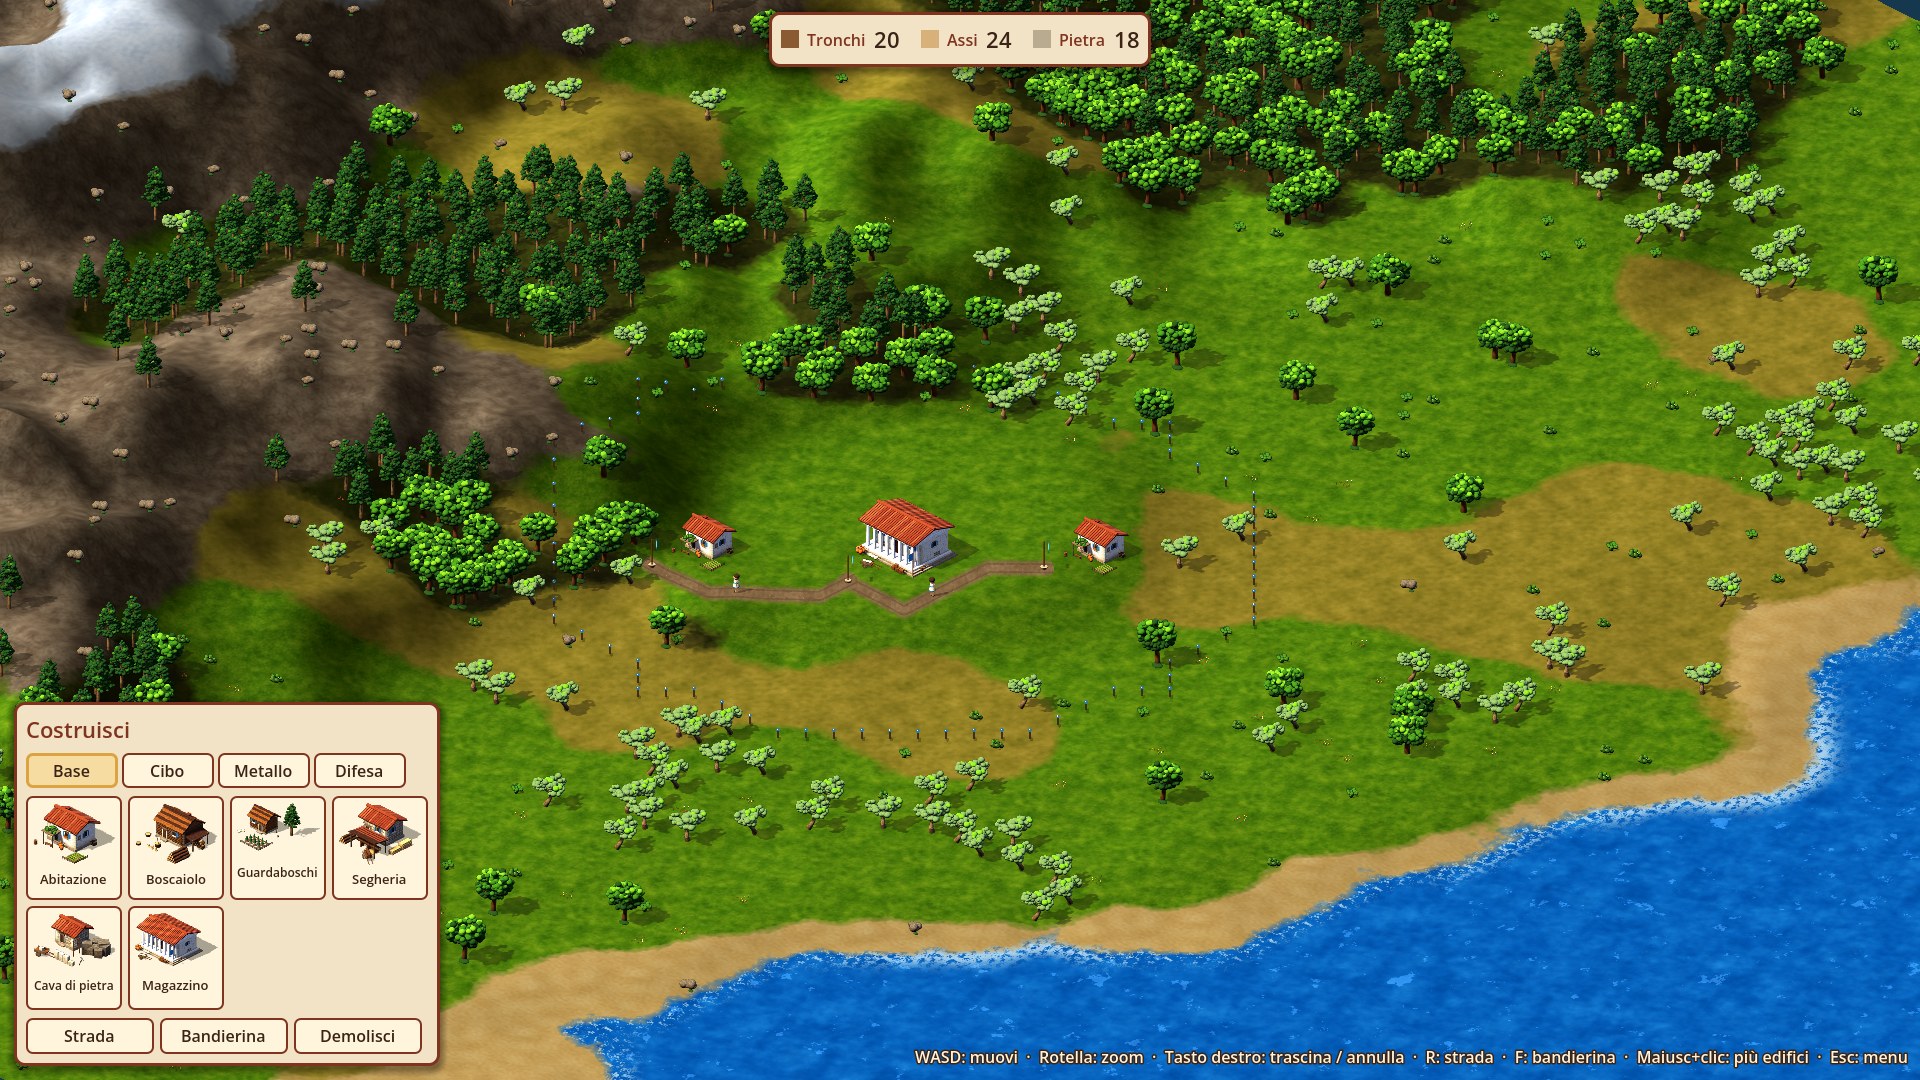 Tronchi 20 Assi 24 Pietra 18
Costruisci
Base Cibo Metallo Difesa
Abitazione Boscaiolo Guardaboschi Segheria
Cava di pietra Magazzino
Strada Bandierina Demolisci
WASD: muovi · Rotella: zoom · Tasto destro: trascina / annulla · R: strada · F: bandierina · Maiusc+clic: più edifici · Esc: menu